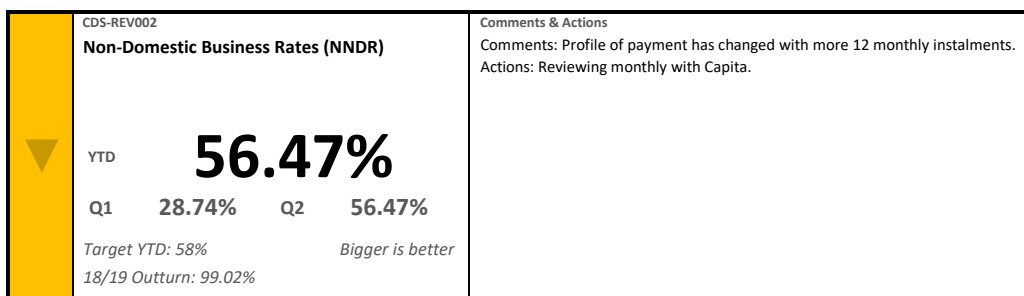 CDS-REV002
Non-Domestic Business Rates (NNDR)
YTD 56.47%
Q1 28.74% Q2 56.47%
Target YTD: 58% Bigger is better
18/19 Outturn: 99.02%
Comments & Actions
Comments: Profile of payment has changed with more 12 monthly instalments.
Actions: Reviewing monthly with Capita.